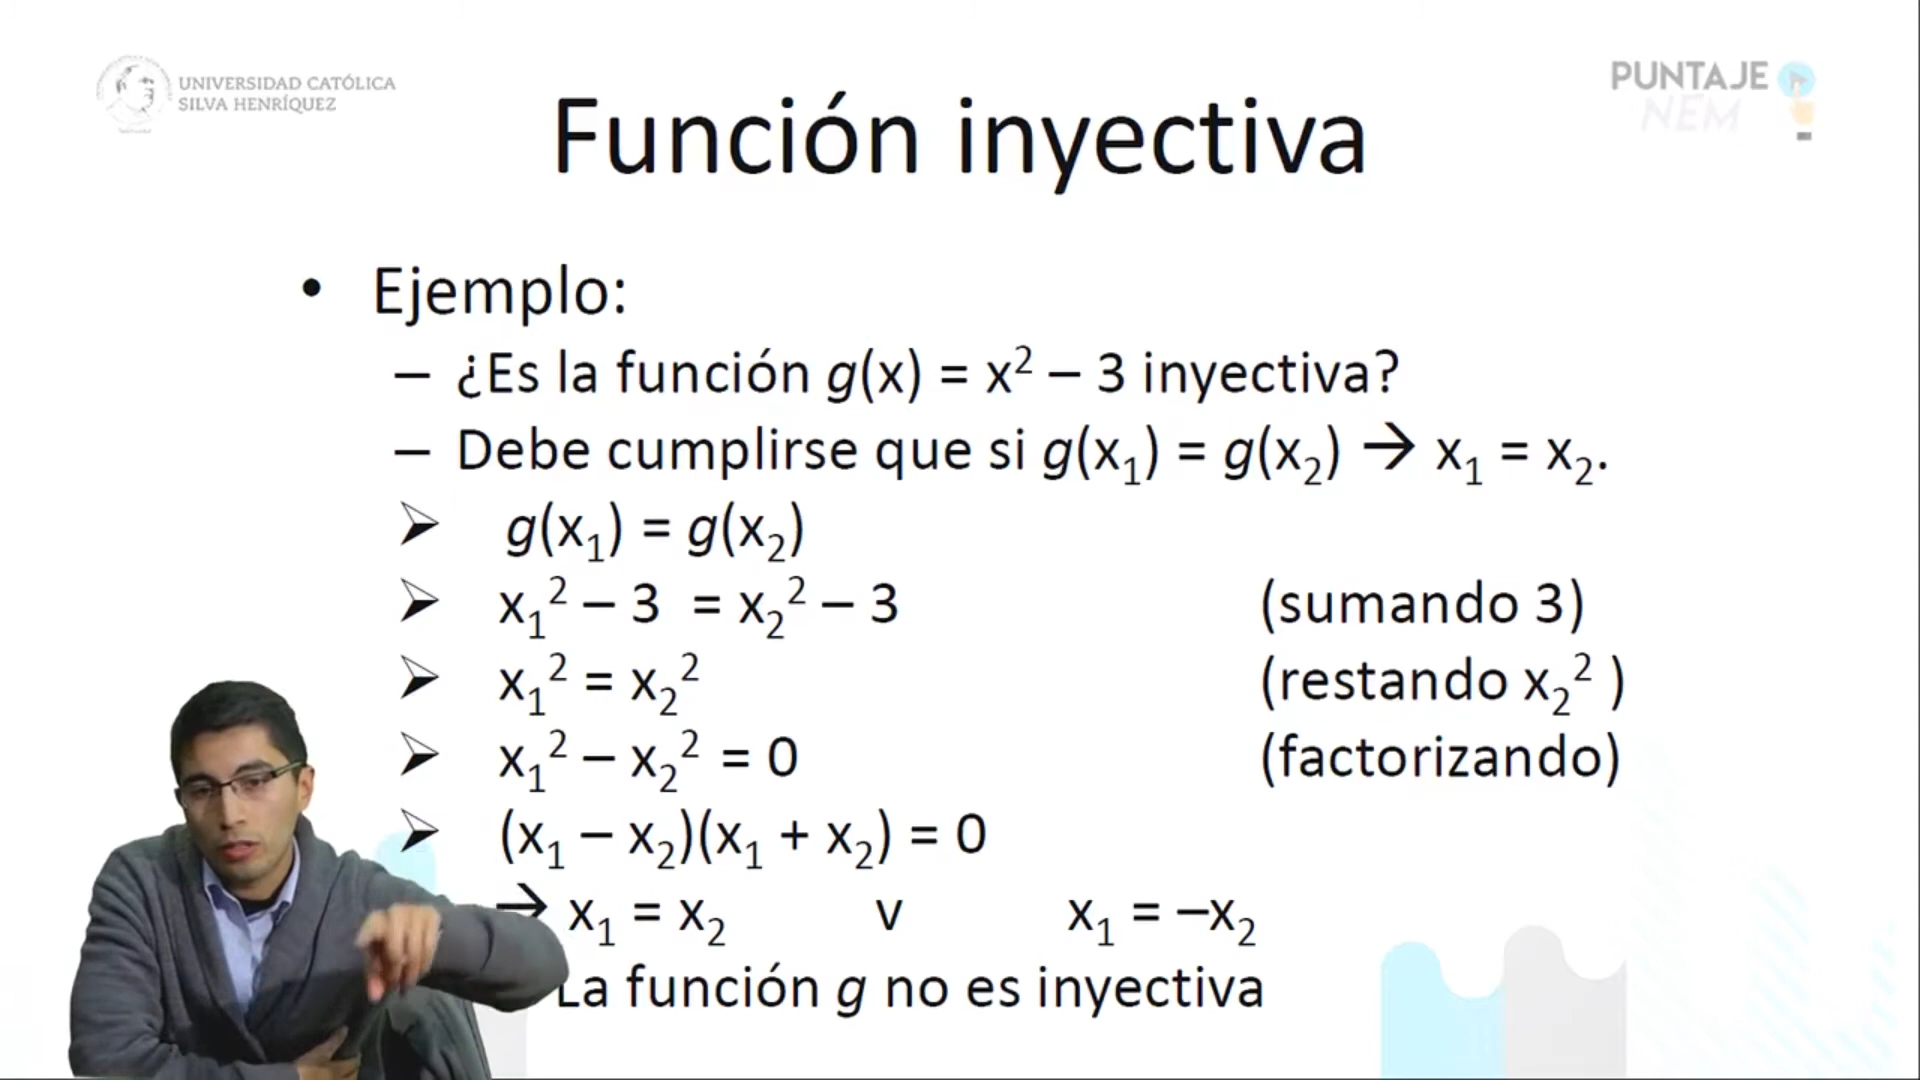 UNIVERSIDAD CATÓLICA
SILVA HENRÍQUEZ
PUNTAJE
NEM
Función inyectiva
• Ejemplo:
– ¿Es la función g(x) = x² – 3 inyectiva?
– Debe cumplirse que si g(x₁) = g(x₂) → x₁ = x₂.
➢ g(x₁) = g(x₂)
➢ x₁² – 3 = x₂² – 3 (sumando 3)
➢ x₁² = x₂² (restando x₂² )
➢ x₁² – x₂² = 0 (factorizando)
➢ (x₁ – x₂)(x₁ + x₂) = 0
→ x₁ = x₂ v x₁ = –x₂
La función g no es inyectiva